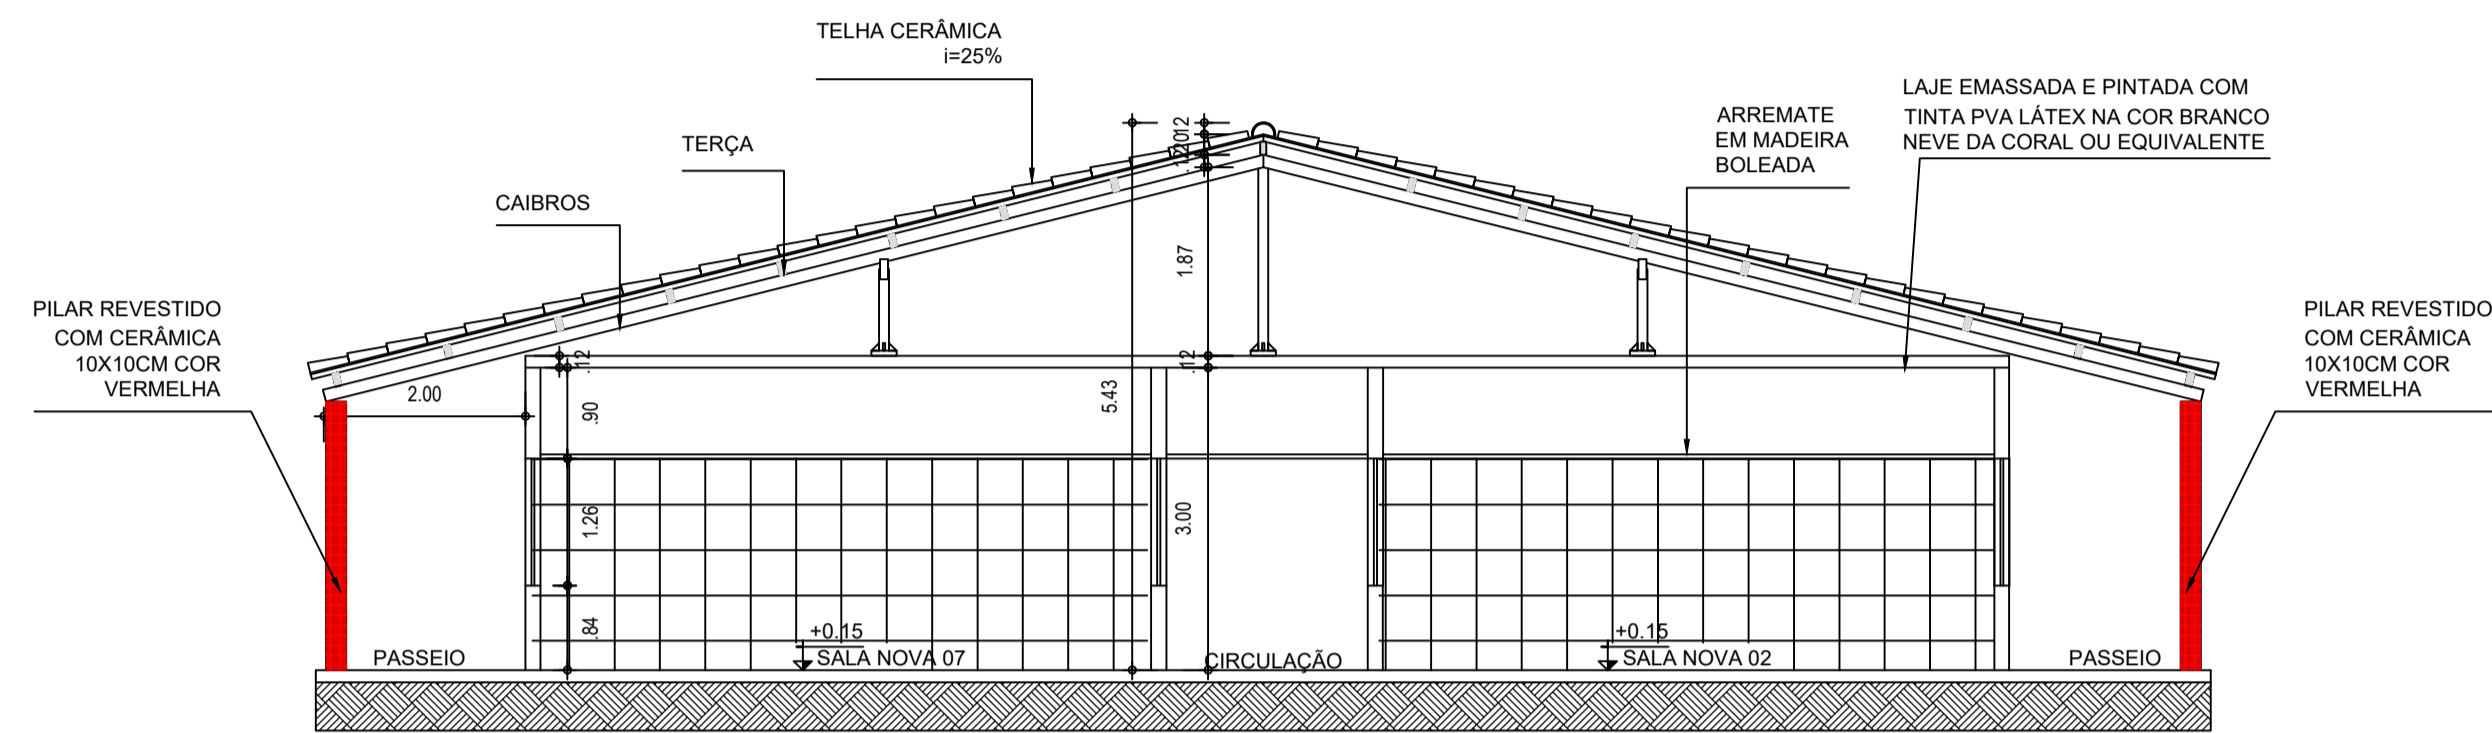 TELHA CERÂMICA
i=25%
TERÇA
CAIBROS
PILAR REVESTIDO
COM CERÂMICA
10X10CM COR
VERMELHA
ARREMATE
EM MADEIRA
BOLEADA
LAJE EMASSADA E PINTADA COM
TINTA PVA LÁTEX NA COR BRANCO
NEVE DA CORAL OU EQUIVALENTE
PILAR REVESTIDO
COM CERÂMICA
10X10CM COR
VERMELHA
.12
.20
.12
1.87
.12
.12
2.00
.90
5.43
1.26
3.00
.84
+0.15
SALA NOVA 07
+0.15
SALA NOVA 02
PASSEIO
CIRCULAÇÃO
PASSEIO